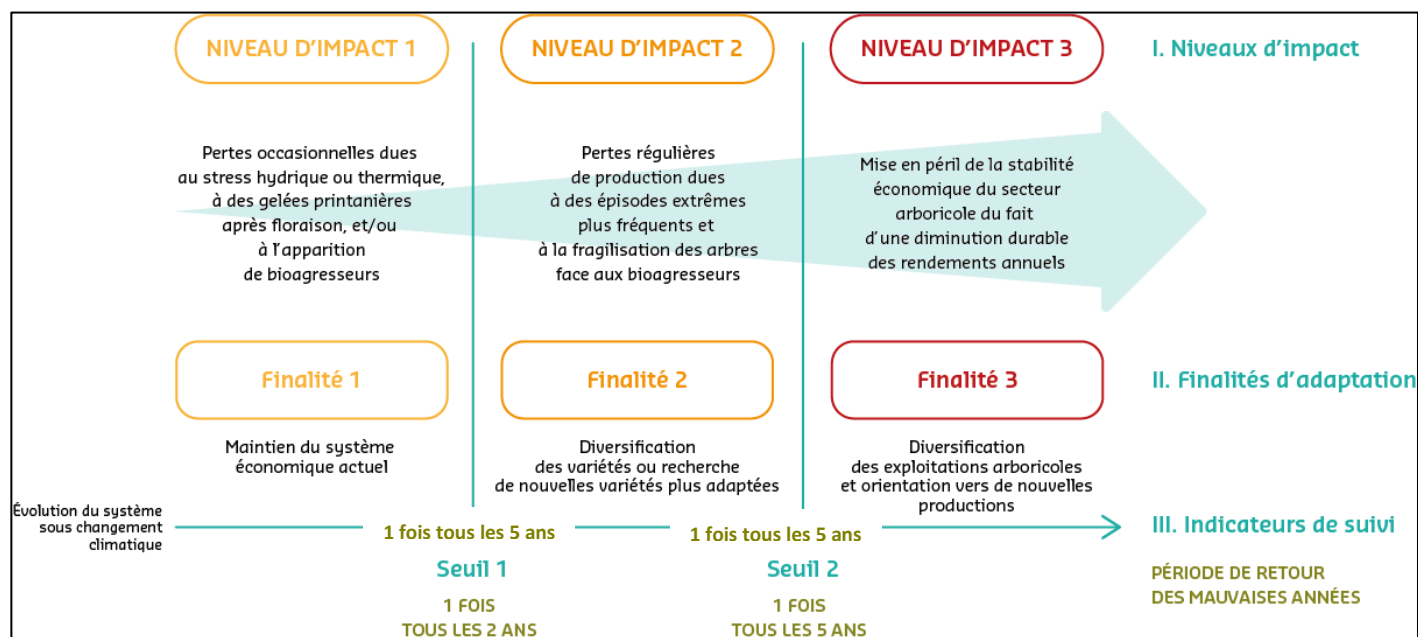 NIVEAU D'IMPACT 1
NIVEAU D'IMPACT 2
NIVEAU D'IMPACT 3
I. Niveaux d'impact
Pertes occasionnelles dues
au stress hydrique ou thermique,
à des gelées printanières
après floraison, et/ou
à l'apparition
de bioagresseurs
Pertes régulières
de production dues
à des épisodes extrêmes
plus fréquents et
à la fragilisation des arbres
face aux bioagresseurs
Mise en péril de la stabilité
économique du secteur
arboricole du fait
d'une diminution durable
des rendements annuels
Finalité 1
Finalité 2
Finalité 3
II. Finalités d'adaptation
Maintien du système
économique actuel
Diversification
des variétés ou recherche
de nouvelles variétés plus adaptées
Diversification
des exploitations arboricoles
et orientation vers de nouvelles
productions
Évolution du système
sous changement
climatique
1 fois tous les 5 ans
1 fois tous les 5 ans
III. Indicateurs de suivi
Seuil 1
Seuil 2
PÉRIODE DE RETOUR
DES MAUVAISES ANNÉES
1 FOIS
TOUS LES 2 ANS
1 FOIS
TOUS LES 5 ANS